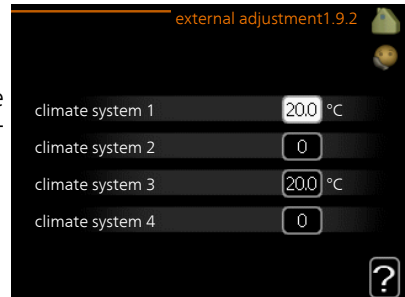 external adjustment1.9.2
climate system 1 20.0 °C
climate system 2 0
climate system 3 20.0 °C
climate system 4 0
?